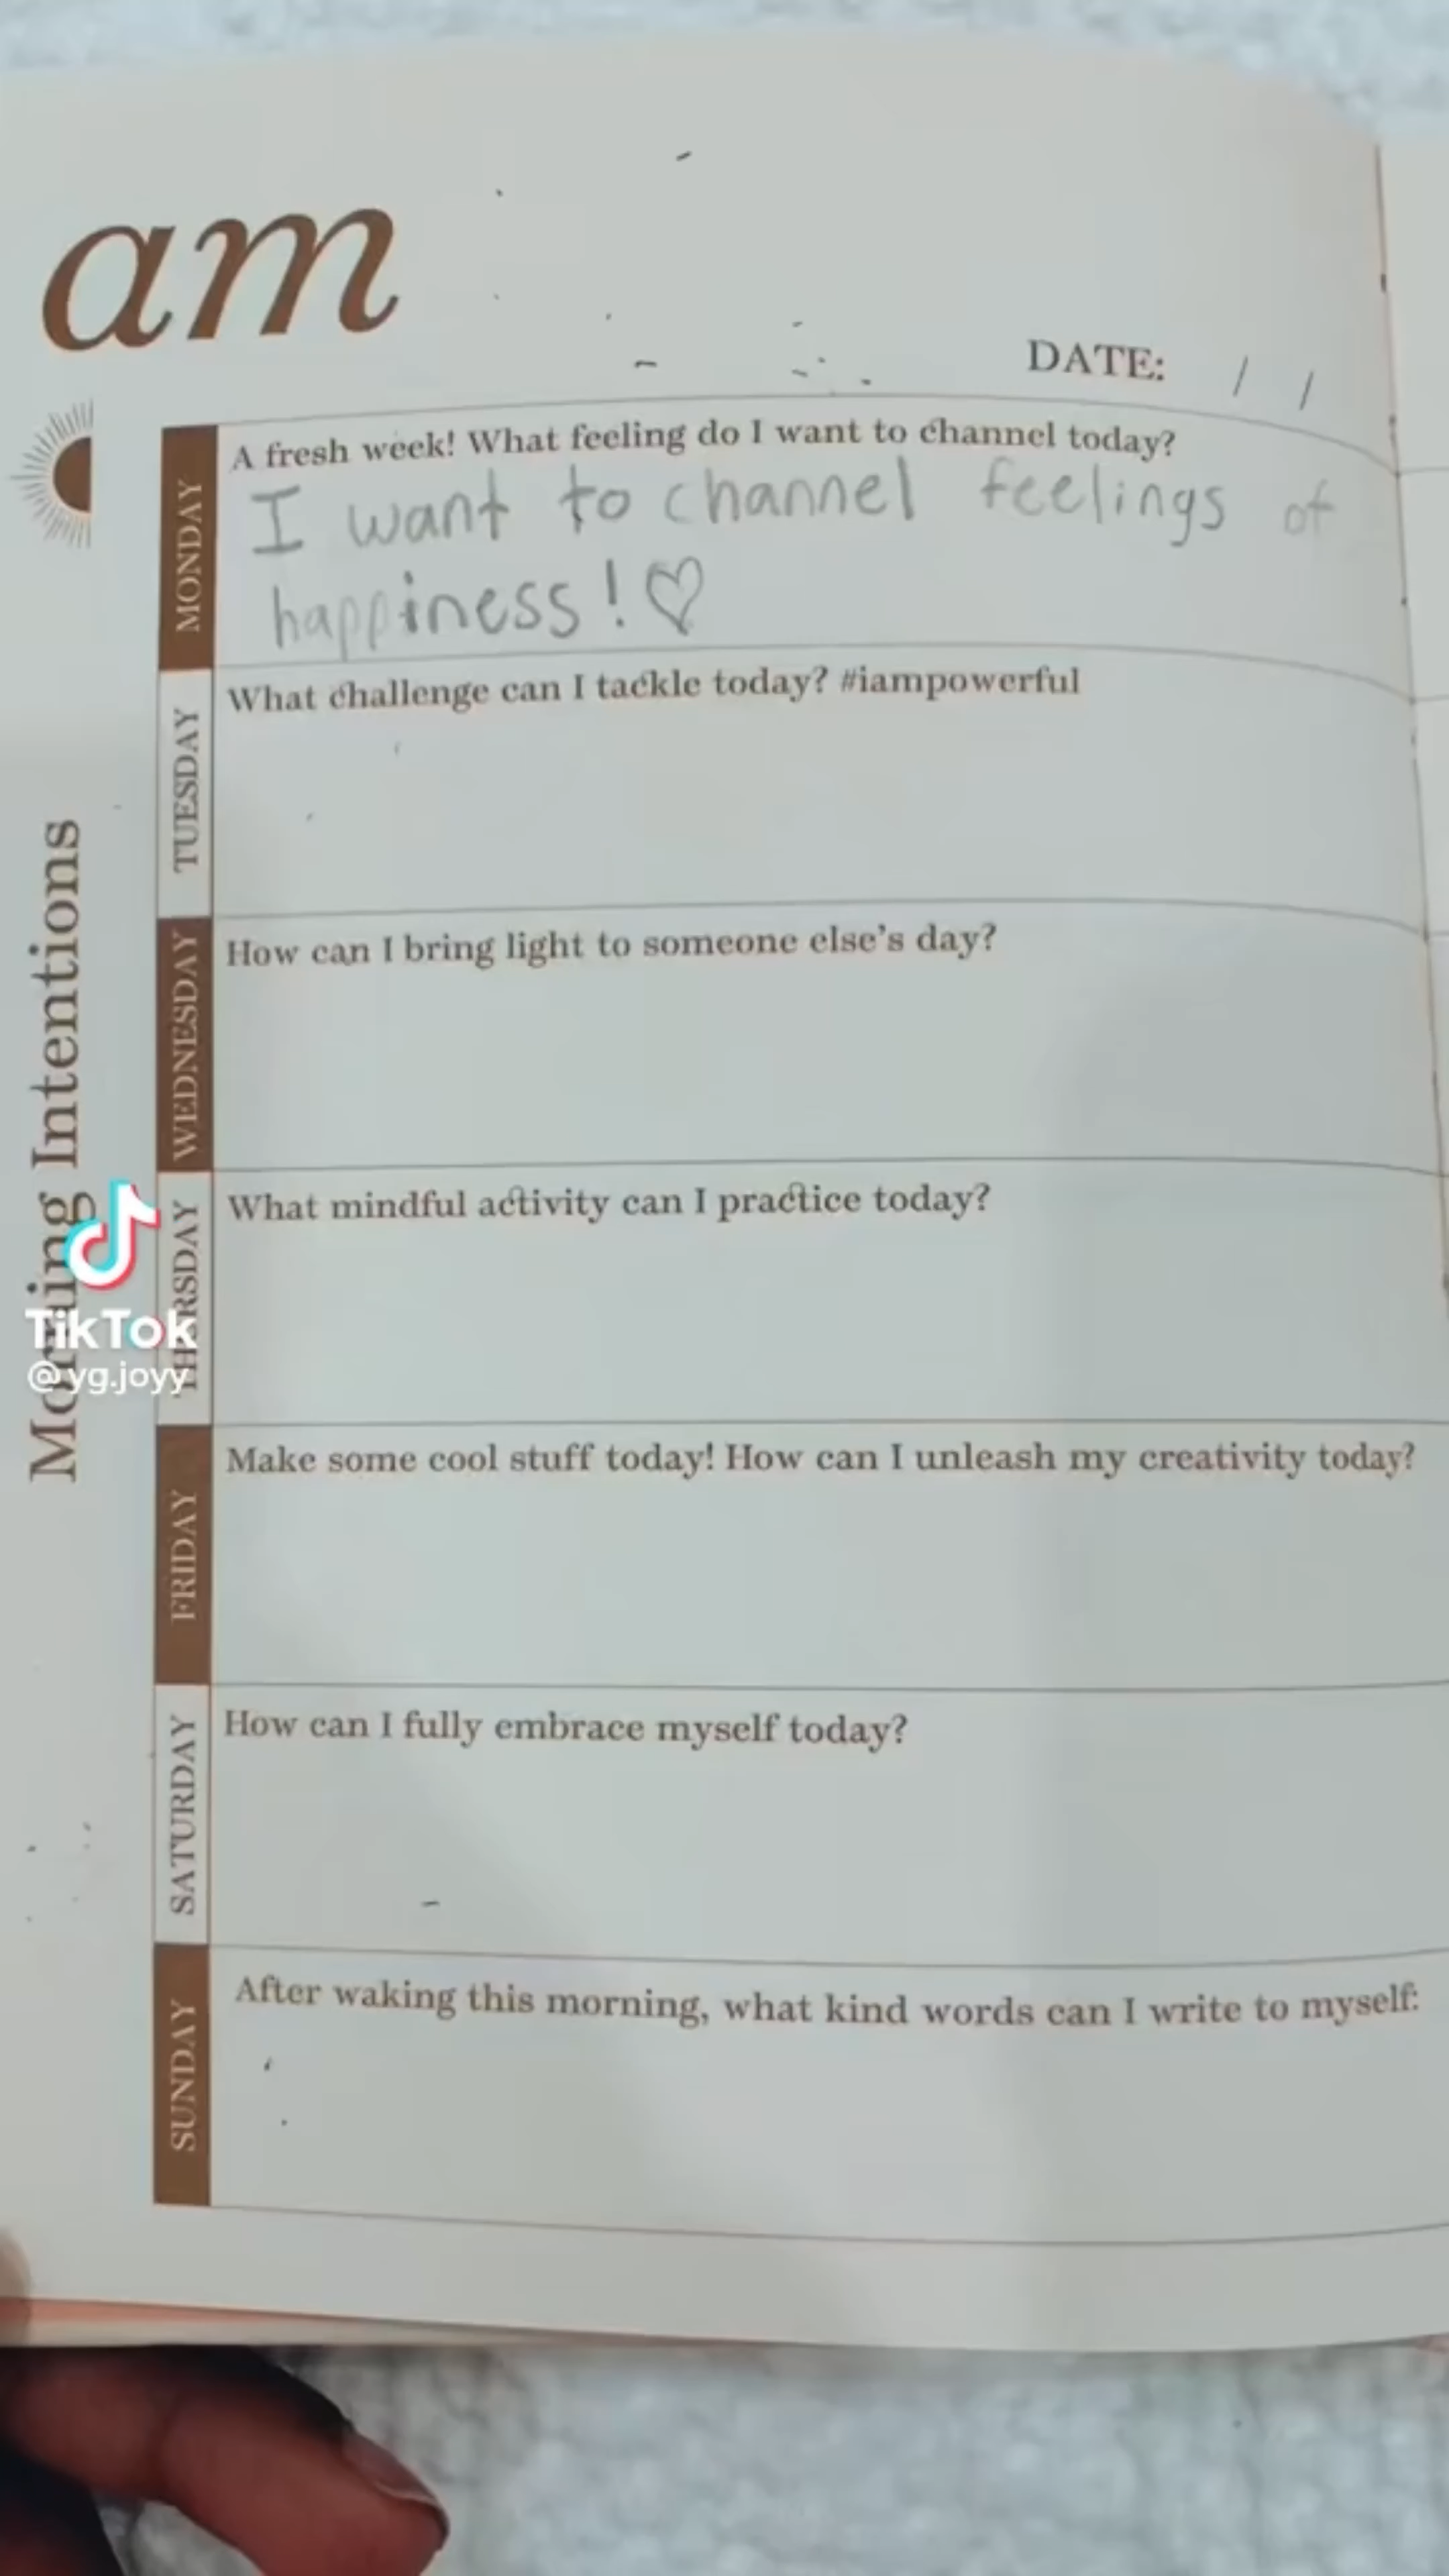 am
DATE: / /
Morning Intentions
MONDAY
A fresh week! What feeling do I want to channel today?
I want to channel feelings of
happiness!♡
TUESDAY
What challenge can I tackle today? #iampowerful
WEDNESDAY
How can I bring light to someone else's day?
THURSDAY
What mindful activity can I practice today?
TikTok
@yg.joyy
FRIDAY
Make some cool stuff today! How can I unleash my creativity today?
SATURDAY
How can I fully embrace myself today?
SUNDAY
After waking this morning, what kind words can I write to myself: